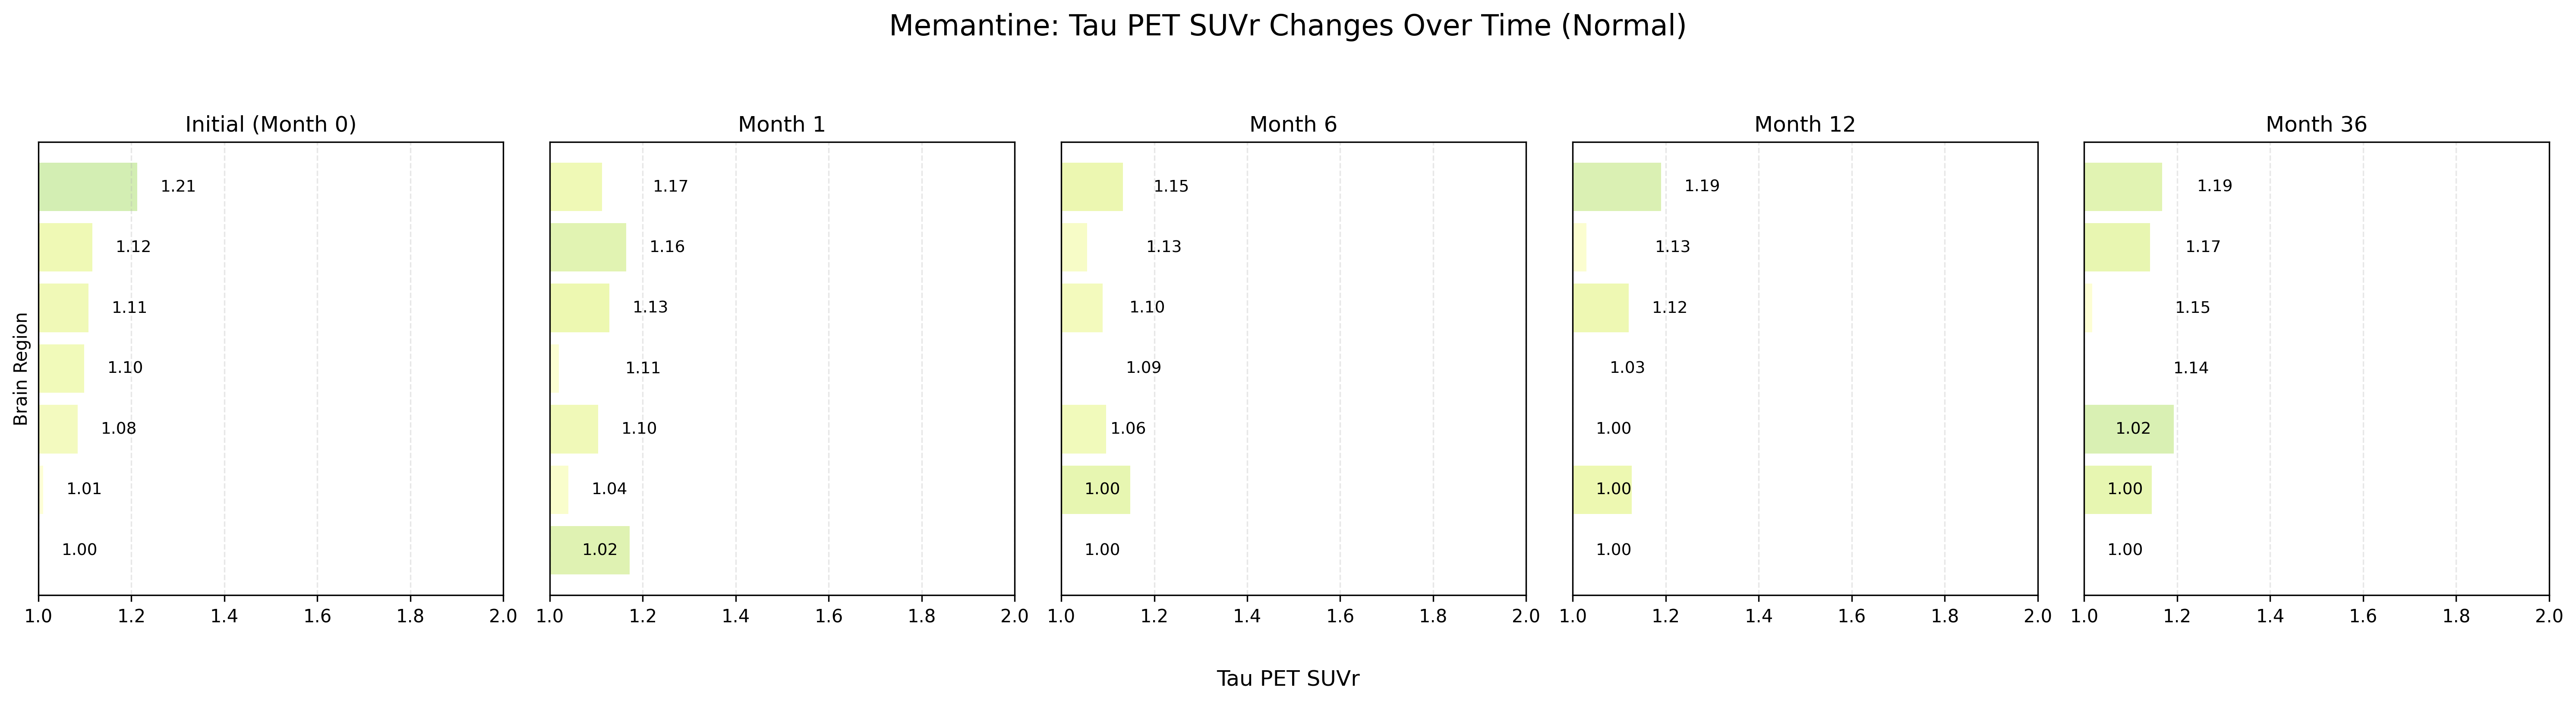 Memantine: Tau PET SUVr Changes Over Time (Normal)
Initial (Month 0)
Brain Region
1.21
1.12
1.11
1.10
1.08
1.01
1.00
1.0 1.2 1.4 1.6 1.8 2.0
Month 1
1.17
1.16
1.13
1.11
1.10
1.04
1.02
1.0 1.2 1.4 1.6 1.8 2.0
Month 6
1.15
1.13
1.10
1.09
1.06
1.00
1.00
1.0 1.2 1.4 1.6 1.8 2.0
Month 12
1.19
1.13
1.12
1.03
1.00
1.00
1.00
1.0 1.2 1.4 1.6 1.8 2.0
Month 36
1.19
1.17
1.15
1.14
1.02
1.00
1.00
1.0 1.2 1.4 1.6 1.8 2.0
Tau PET SUVr